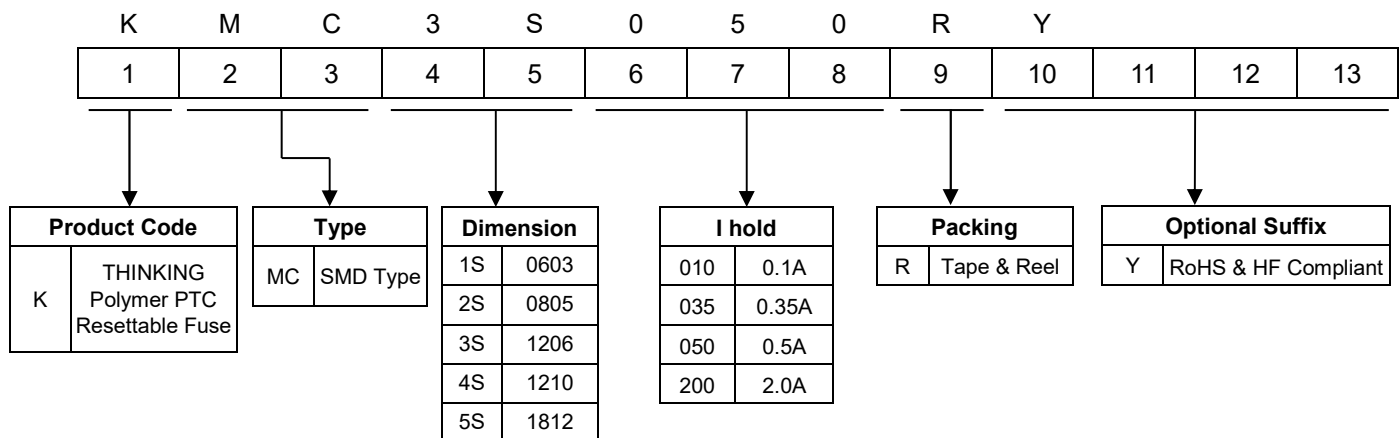 K M C 3 S 0 5 0 R Y
1 2 3 4 5 6 7 8 9 10 11 12 13
Product Code
K THINKING
Polymer PTC
Resettable Fuse
Type
MC SMD Type
Dimension
1S 0603
2S 0805
3S 1206
4S 1210
5S 1812
I hold
010 0.1A
035 0.35A
050 0.5A
200 2.0A
Packing
R Tape & Reel
Optional Suffix
Y RoHS & HF Compliant